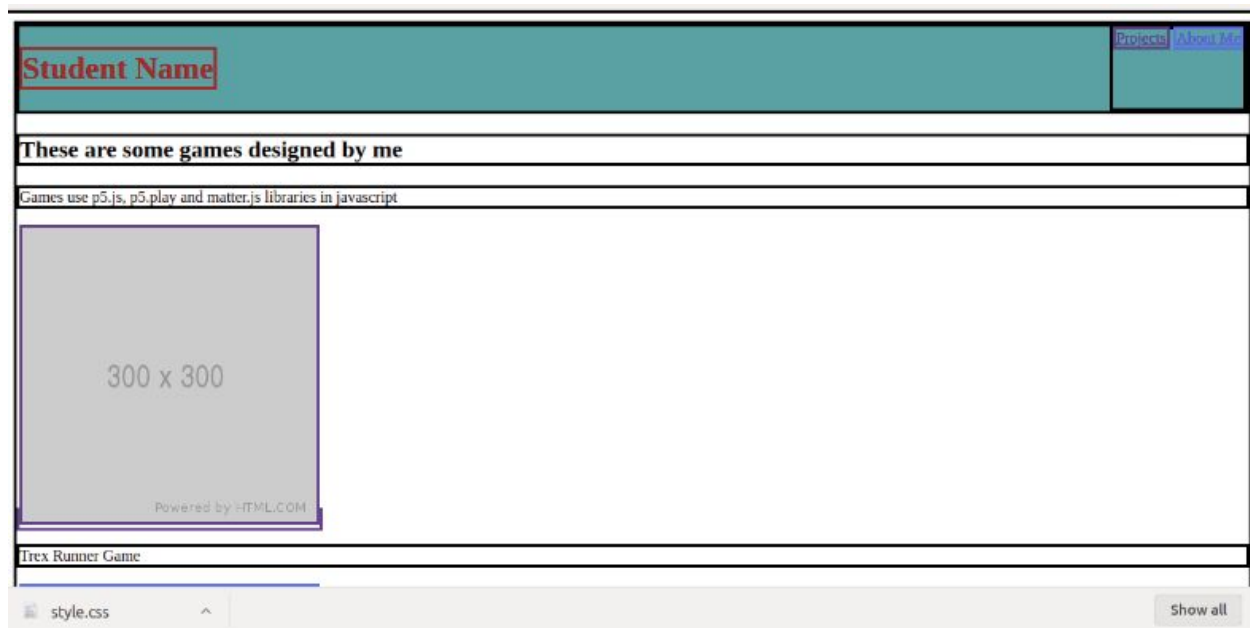 Student Name
Projects About Me
These are some games designed by me
Games use p5.js, p5.play and matter.js libraries in javascript
300 x 300
Powered by HTML.COM
Trex Runner Game
style.css
Show all